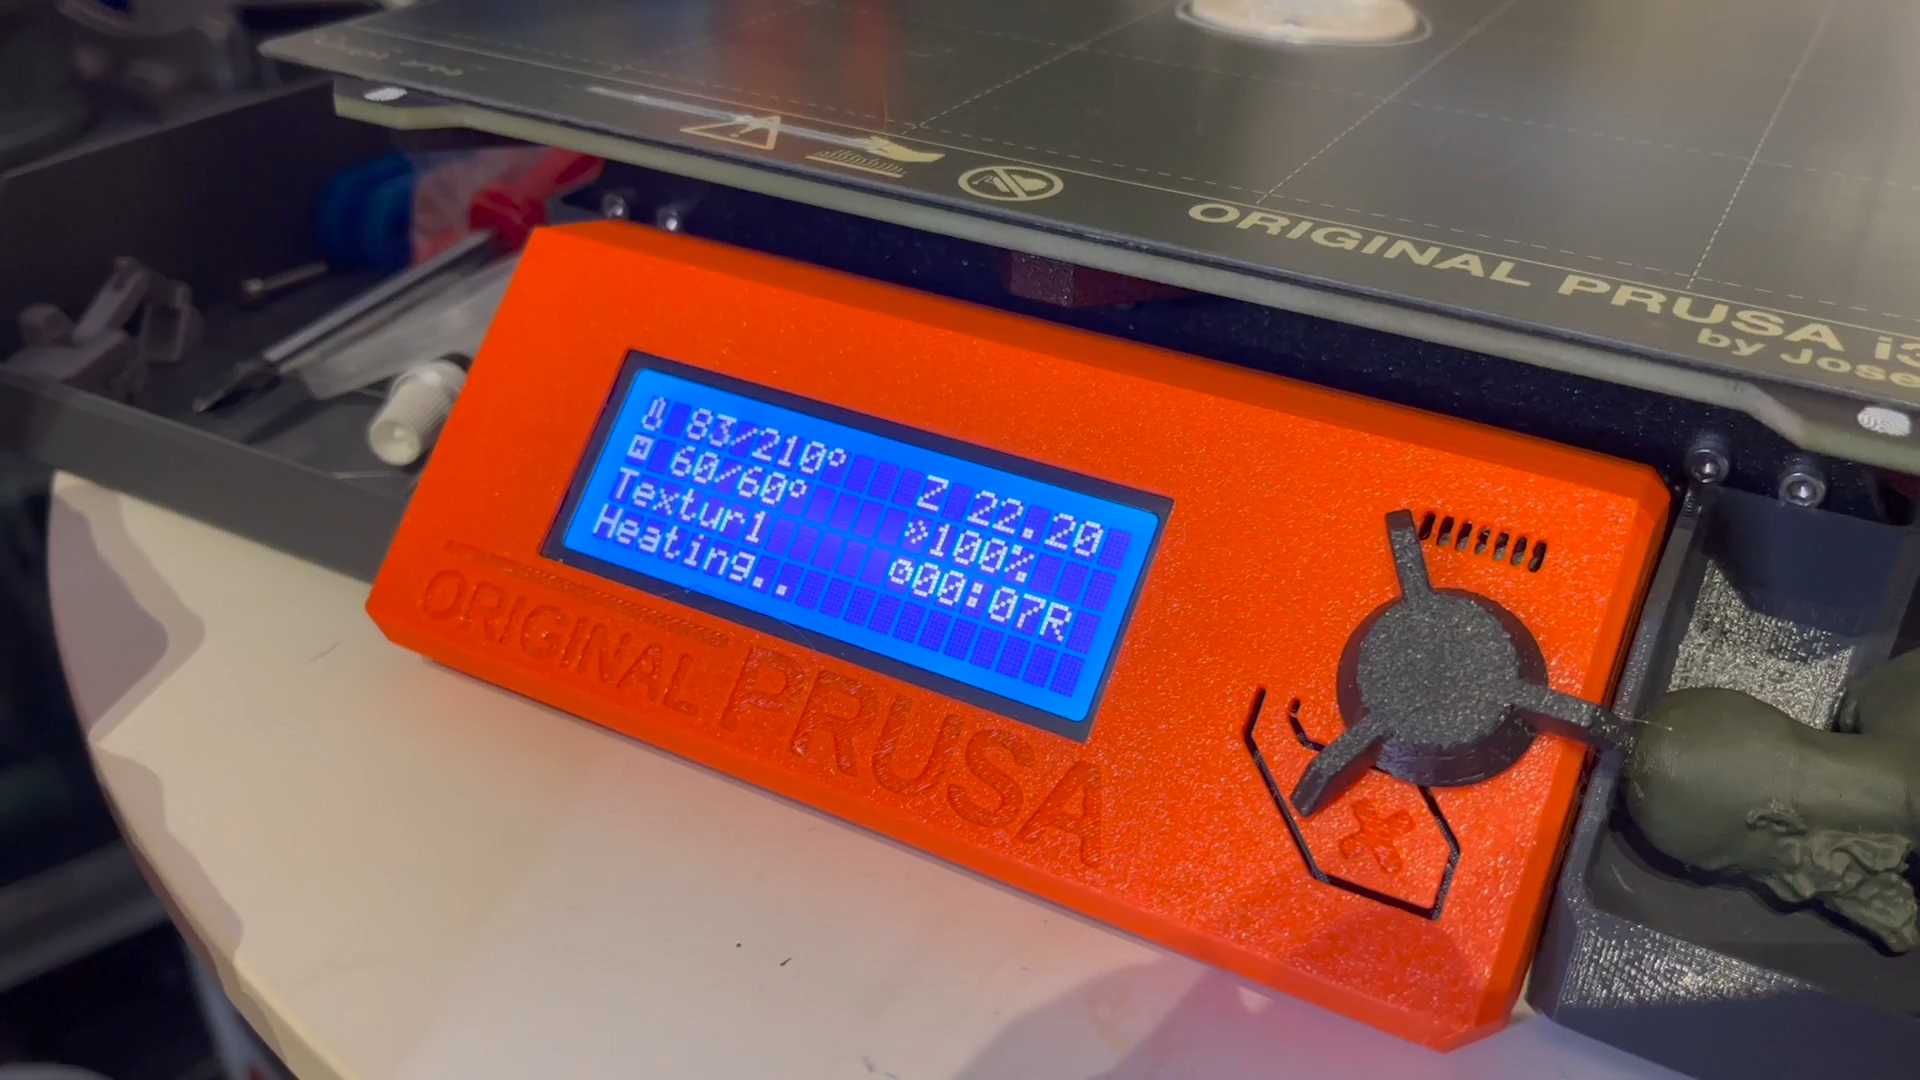 ORIGINAL PRUSA i3
by Jose
83/210°
Z 22.20
60/60°
100%
Textur1
00:07R
Heating..
ORIGINAL PRUSA